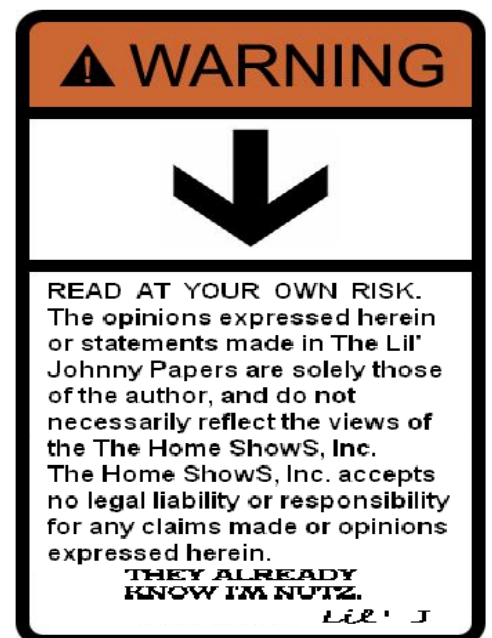 WARNING
READ AT YOUR OWN RISK.
The opinions expressed herein
or statements made in The Lil'
Johnny Papers are solely those
of the author, and do not
necessarily reflect the views of
the The Home ShowS, Inc.
The Home ShowS, Inc. accepts
no legal liability or responsibility
for any claims made or opinions
expressed herein.
THEY ALREADY
KNOW I'M NUTZ.
Lil' J